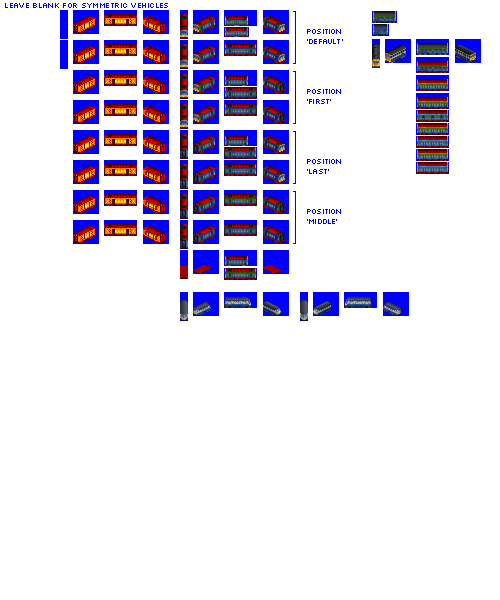 LEAVE BLANK FOR SYMMETRIC VEHICLES
POSITION
'DEFAULT'
POSITION
'FIRST'
POSITION
'LAST'
POSITION
'MIDDLE'